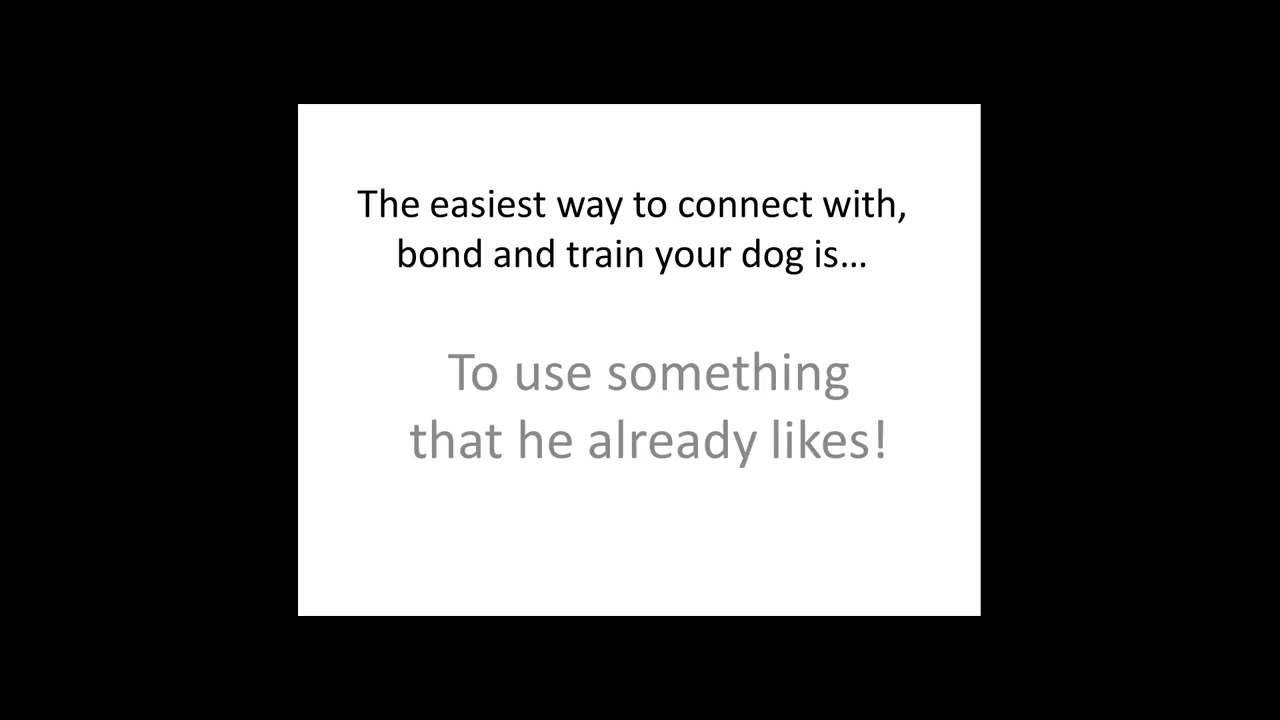 The easiest way to connect with,
bond and train your dog is…
To use something
that he already likes!